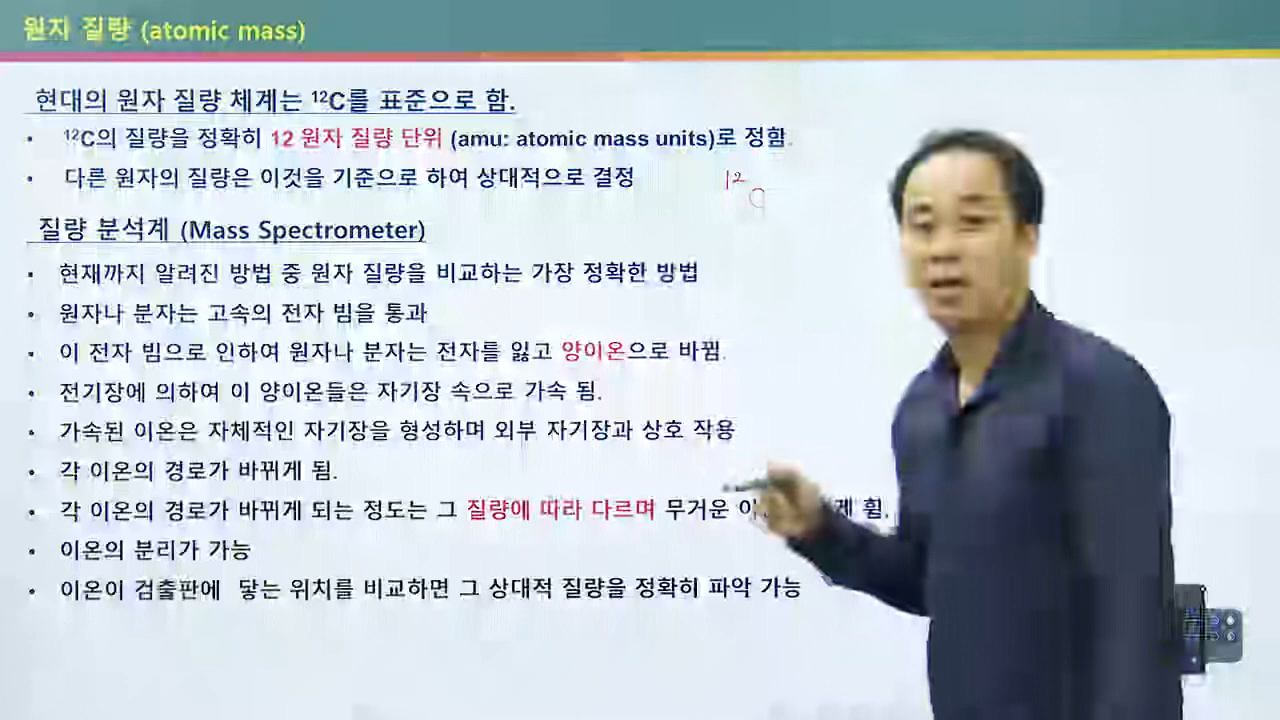 원자 질량 (atomic mass)
현대의 원자 질량 체계는 ¹²C를 표준으로 함.
• ¹²C의 질량을 정확히 12 원자 질량 단위 (amu: atomic mass units)로 정함.
• 다른 원자의 질량은 이것을 기준으로 하여 상대적으로 결정
12
C
질량 분석계 (Mass Spectrometer)
• 현재까지 알려진 방법 중 원자 질량을 비교하는 가장 정확한 방법
• 원자나 분자는 고속의 전자 빔을 통과
• 이 전자 빔으로 인하여 원자나 분자는 전자를 잃고 양이온으로 바뀜.
• 전기장에 의하여 이 양이온들은 자기장 속으로 가속 됨.
• 가속된 이온은 자체적인 자기장을 형성하며 외부 자기장과 상호 작용
• 각 이온의 경로가 바뀌게 됨.
• 각 이온의 경로가 바뀌게 되는 정도는 그 질량에 따라 다르며 무거운 휨.
• 이온의 분리가 가능
• 이온이 검출판에 닿는 위치를 비교하면 그 상대적 질량을 정확히 파악 가능